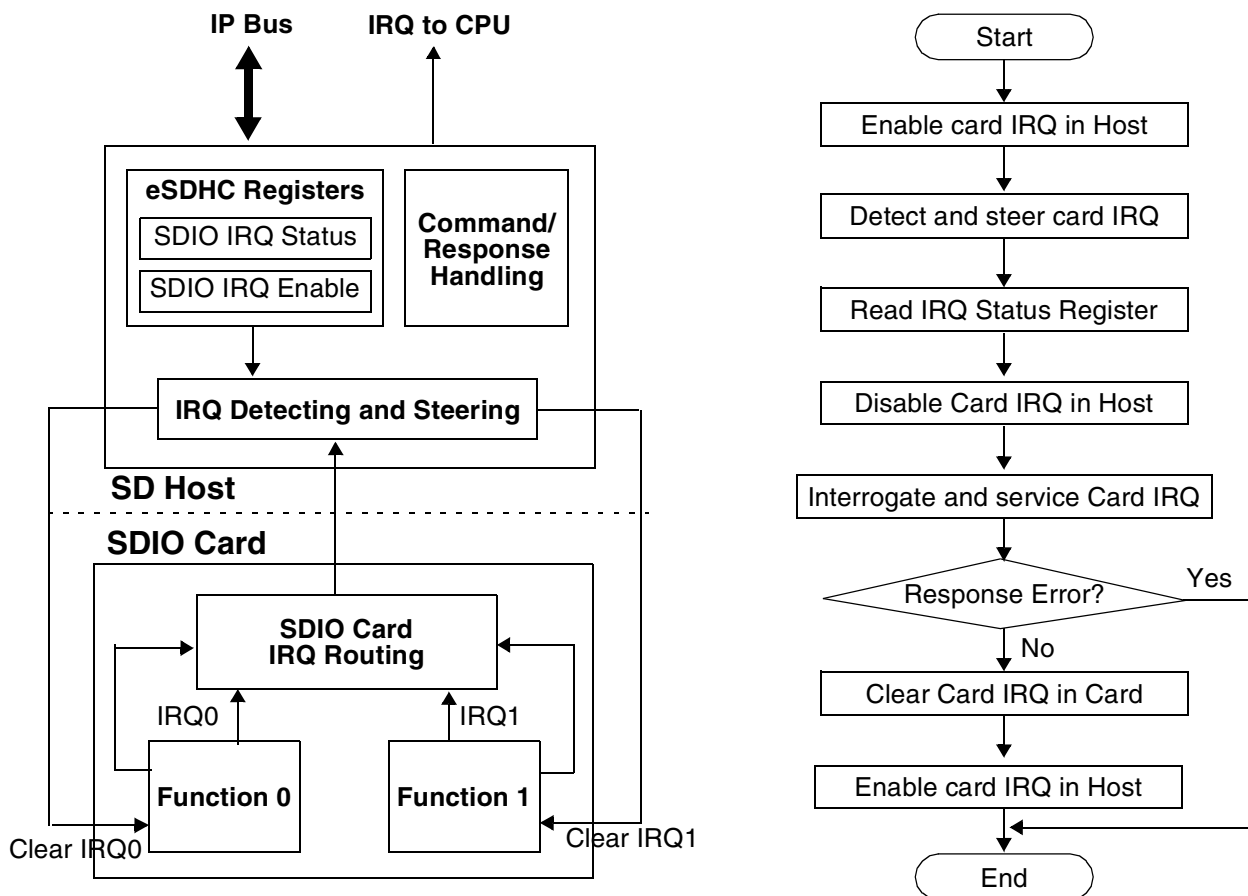 IP Bus
IRQ to CPU
eSDHC Registers
SDIO IRQ Status
SDIO IRQ Enable
Command/
Response
Handling
IRQ Detecting and Steering
SD Host
SDIO Card
SDIO Card
IRQ Routing
IRQ0
IRQ1
Function 0
Function 1
Clear IRQ0
Clear IRQ1
Start
Enable card IRQ in Host
Detect and steer card IRQ
Read IRQ Status Register
Disable Card IRQ in Host
Interrogate and service Card IRQ
Response Error?
Yes
No
Clear Card IRQ in Card
Enable card IRQ in Host
End